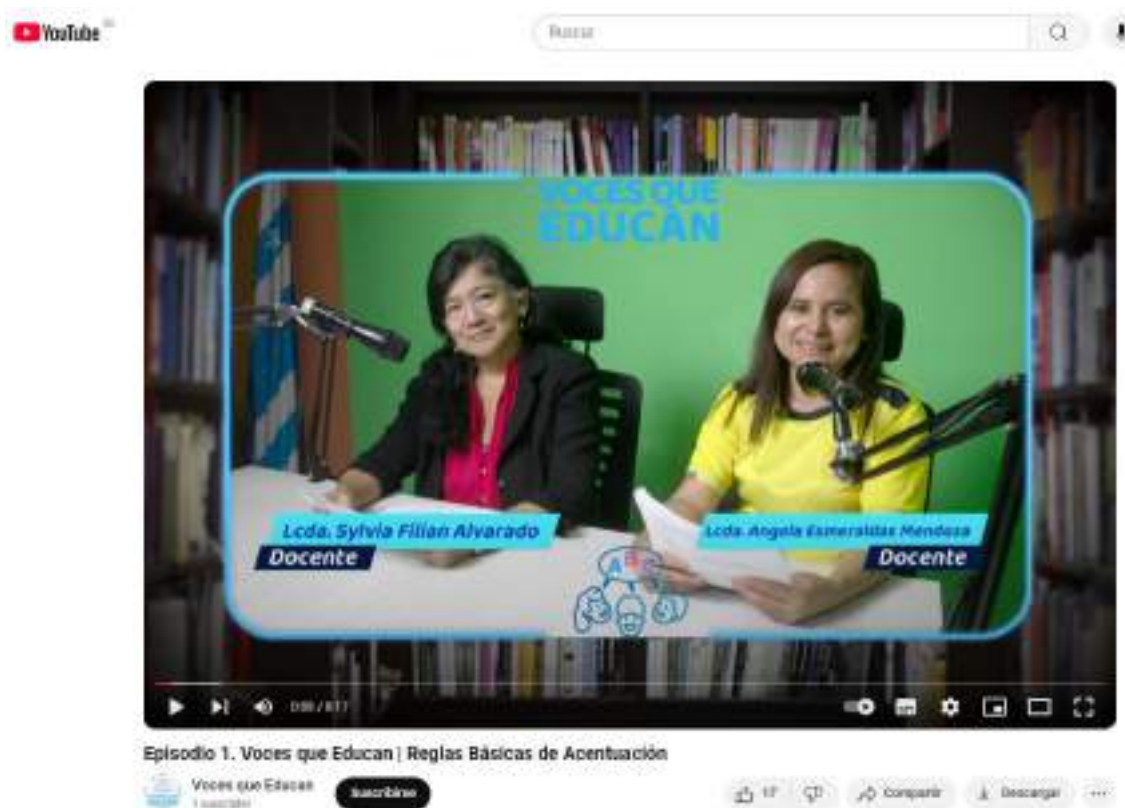 YouTube
Buscar
VOCES QUE
EDUCAN
Lcda. Sylvia Filian Alvarado
Docente
Lcda. Angela Esmeraldas Mendoza
Docente
A B C
Episodio 1. Voces que Educan | Reglas Básicas de Acentuación
Voces que Educan
Suscribirse
17
Compartir
Descargar